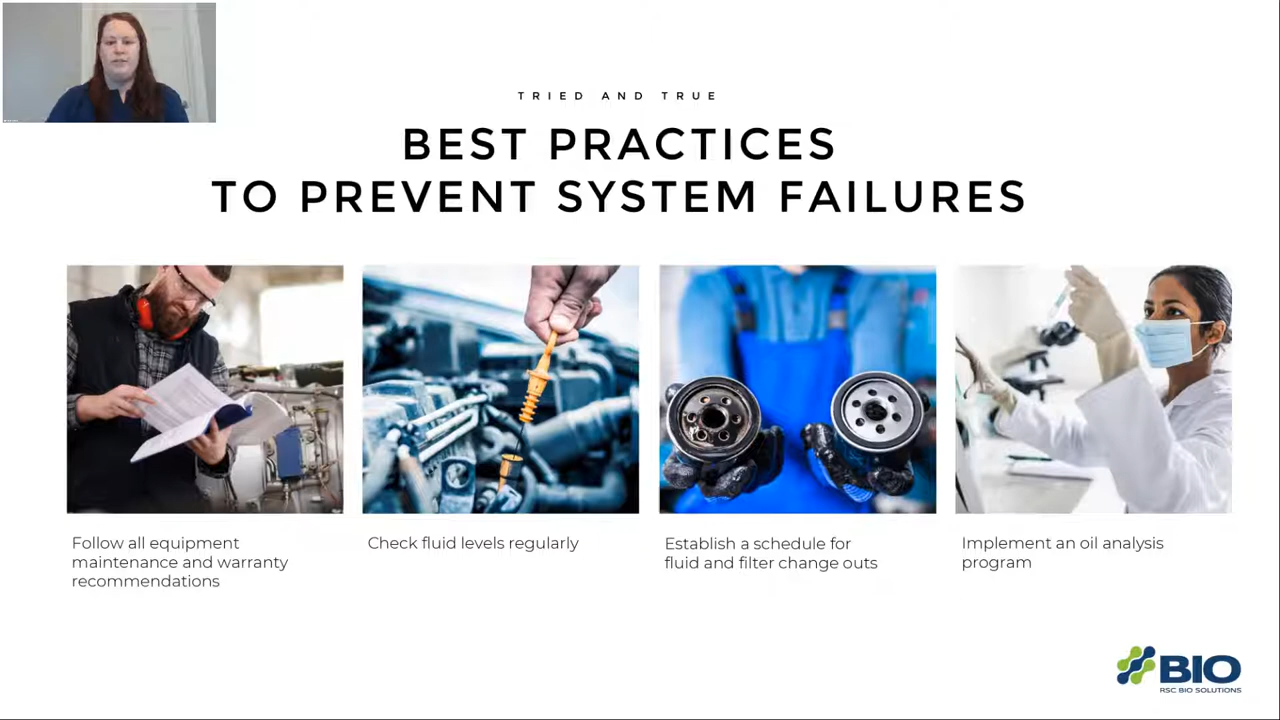 TRIED AND TRUE
BEST PRACTICES
TO PREVENT SYSTEM FAILURES
Follow all equipment
maintenance and warranty
recommendations
Check fluid levels regularly
Establish a schedule for
fluid and filter change outs
Implement an oil analysis
program
BIO
RSC BIO SOLUTIONS